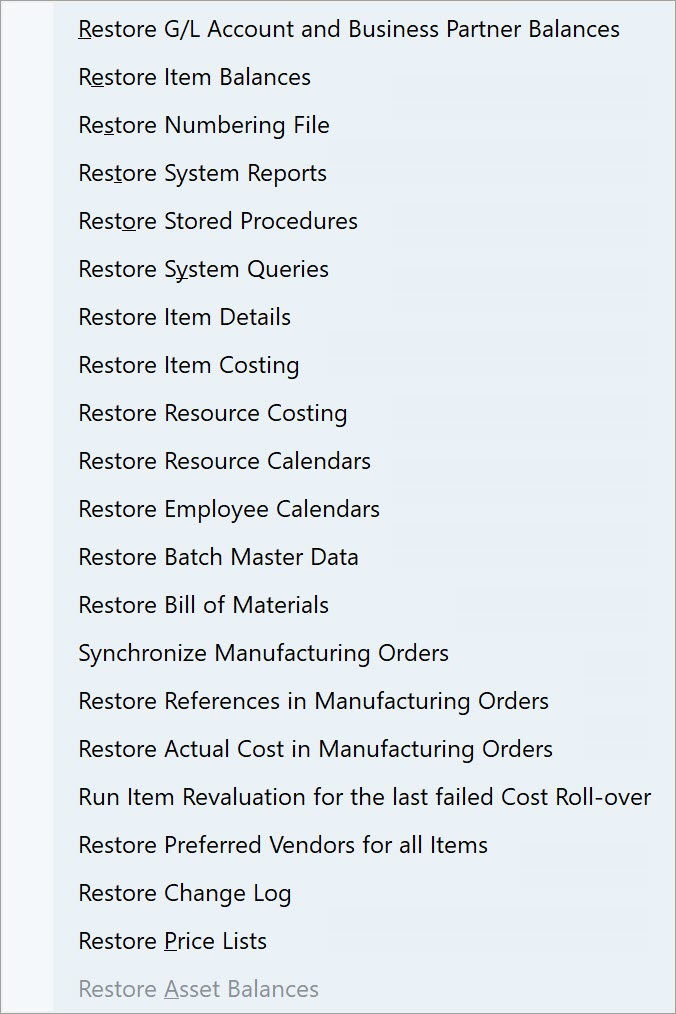 Restore G/L Account and Business Partner Balances
Restore Item Balances
Restore Numbering File
Restore System Reports
Restore Stored Procedures
Restore System Queries
Restore Item Details
Restore Item Costing
Restore Resource Costing
Restore Resource Calendars
Restore Employee Calendars
Restore Batch Master Data
Restore Bill of Materials
Synchronize Manufacturing Orders
Restore References in Manufacturing Orders
Restore Actual Cost in Manufacturing Orders
Run Item Revaluation for the last failed Cost Roll-over
Restore Preferred Vendors for all Items
Restore Change Log
Restore Price Lists
Restore Asset Balances